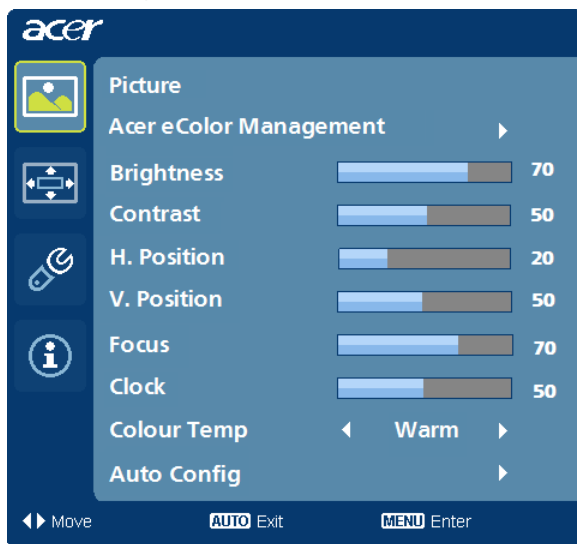 acer
Picture
Acer eColor Management
Brightness 70
Contrast 50
H. Position 20
V. Position 50
Focus 70
Clock 50
Colour Temp Warm
Auto Config
Move AUTO Exit MENU Enter